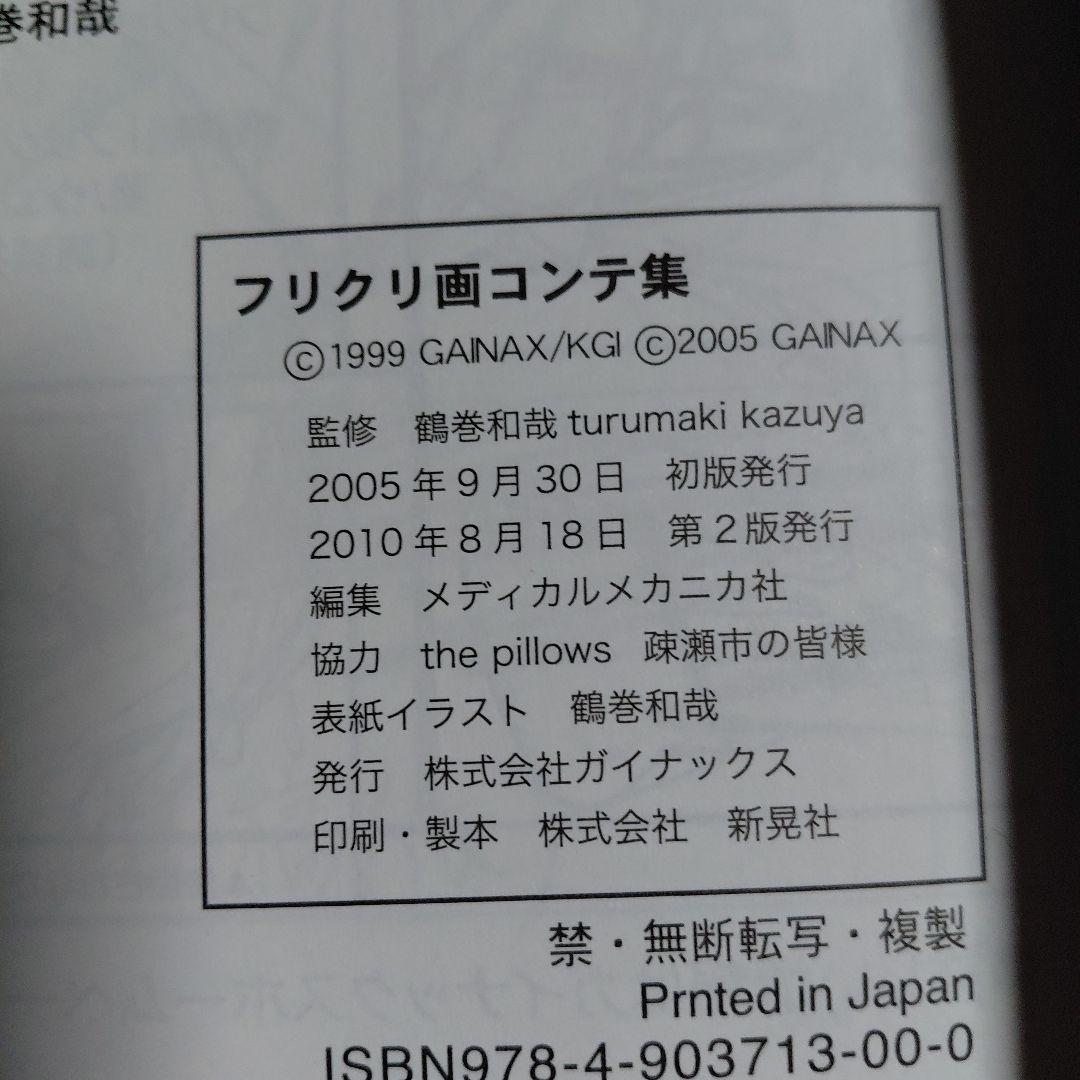 巻和哉
フリクリ画コンテ集
©1999 GAINAX/KGI ©2005 GAINAX
監修　鶴巻和哉 turumaki kazuya
2005年9月30日　初版発行
2010年8月18日　第2版発行
編集　メディカルメカニカ社
協力　the pillows　疎瀬市の皆様
表紙イラスト　鶴巻和哉
発行　株式会社ガイナックス
印刷・製本　株式会社　新晃社
禁・無断転写・複製
Prnted in Japan
ISBN978-4-903713-00-0